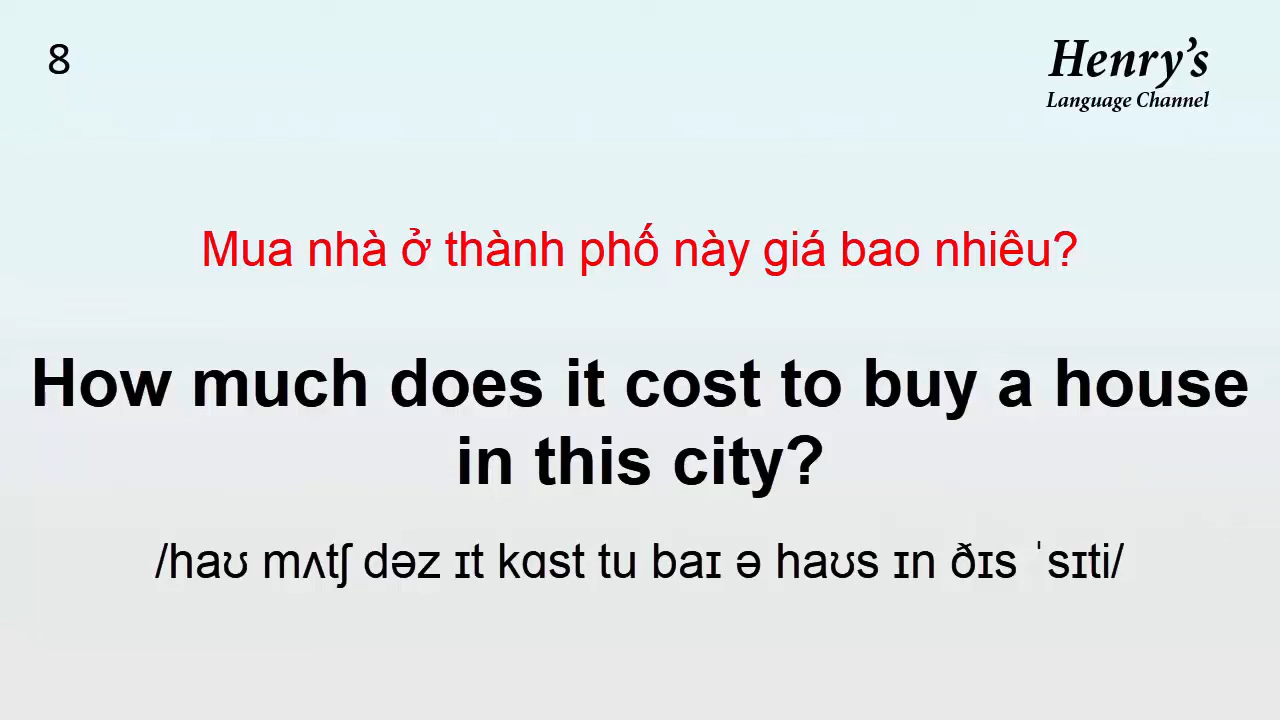 8
Henry's
Language Channel
Mua nhà ở thành phố này giá bao nhiêu?
How much does it cost to buy a house
in this city?
/haʊ mʌtʃ dəz ɪt kɑst tu baɪ ə haʊs ɪn ðɪs ˈsɪti/